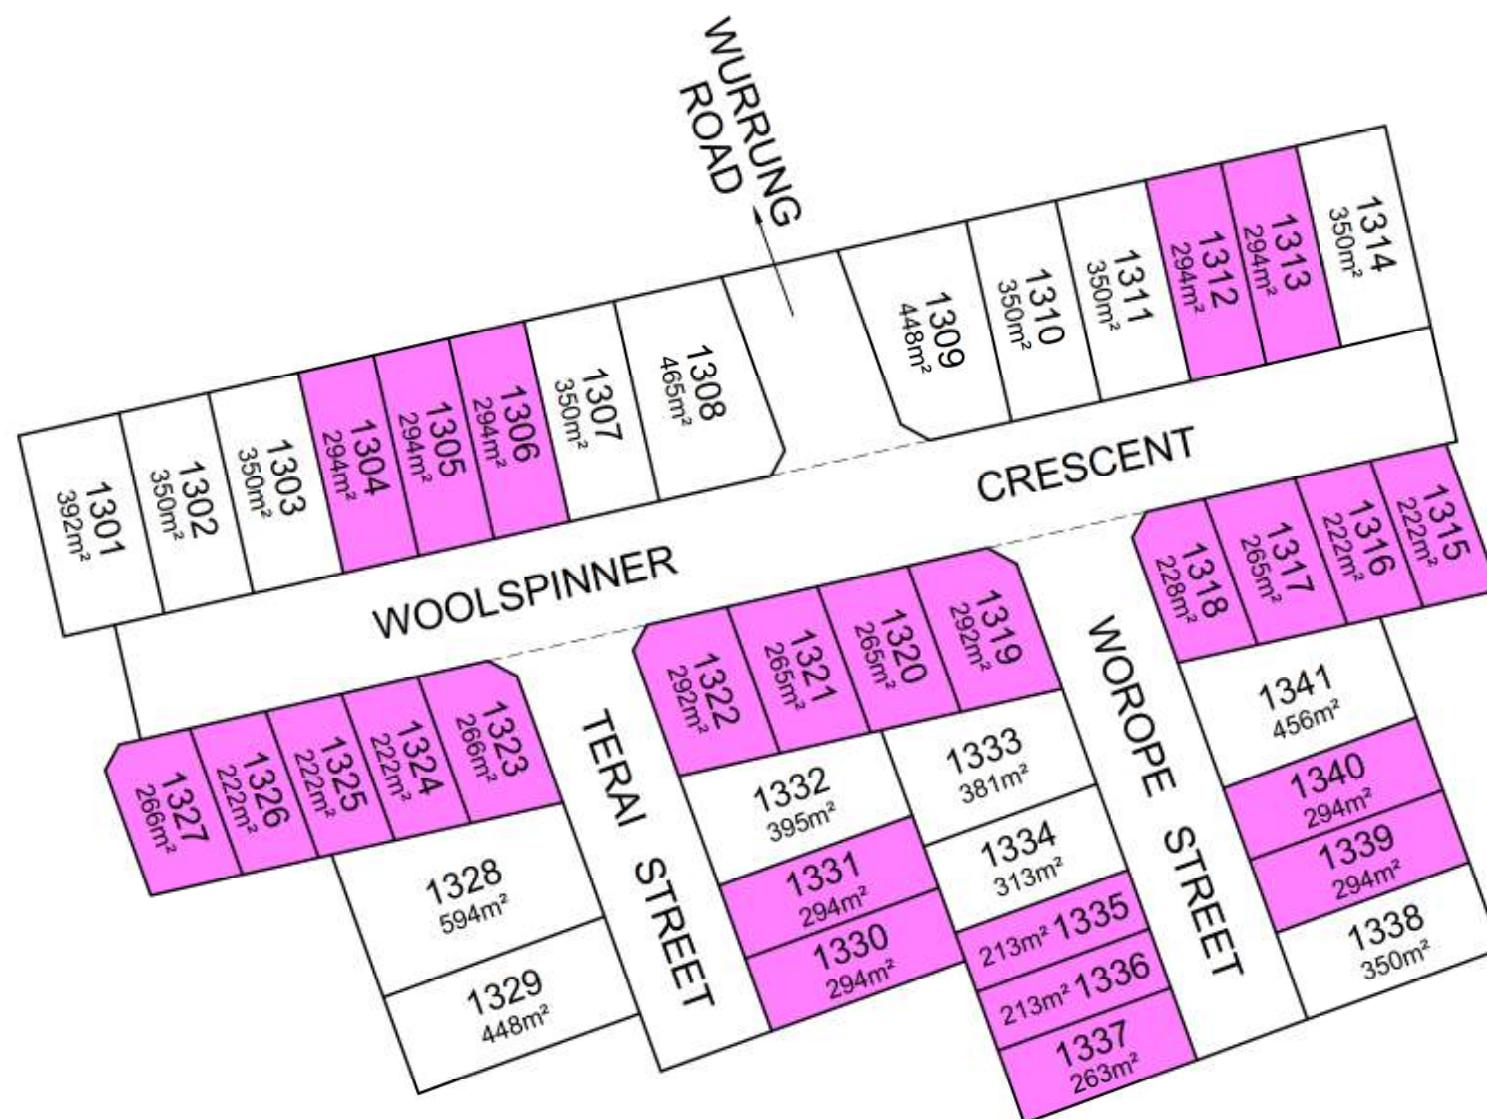 WURRUNG
ROAD
1301
392m²
1302
350m²
1303
350m²
1304
294m²
1305
294m²
1306
294m²
1307
350m²
1308
465m²
1309
448m²
1310
350m²
1311
350m²
1312
294m²
1313
294m²
1314
350m²
WOOLSPINNER CRESCENT
1327
266m²
1326
222m²
1325
222m²
1324
222m²
1323
266m²
1322
292m²
1321
265m²
1320
265m²
1319
292m²
1318
228m²
1317
265m²
1316
222m²
1315
222m²
TERAI STREET
WOROPE STREET
1328
594m²
1329
448m²
1332
395m²
1331
294m²
1330
294m²
1333
381m²
1334
313m²
213m² 1335
213m² 1336
1337
263m²
1341
456m²
1340
294m²
1339
294m²
1338
350m²